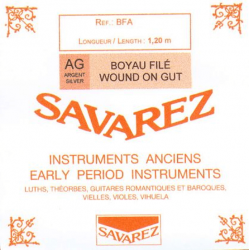 REF.: BFA
LONGUEUR / LENGTH : 1,20 m
AG
ARGENT
SILVER
BOYAU FILÉ
WOUND ON GUT
SAVAREZ
INSTRUMENTS ANCIENS
EARLY PERIOD INSTRUMENTS
LUTHS, THÉORBES, GUITARES ROMANTIQUES ET BAROQUES,
VIELLES, VIOLES, VIHUELA
SAVAREZ